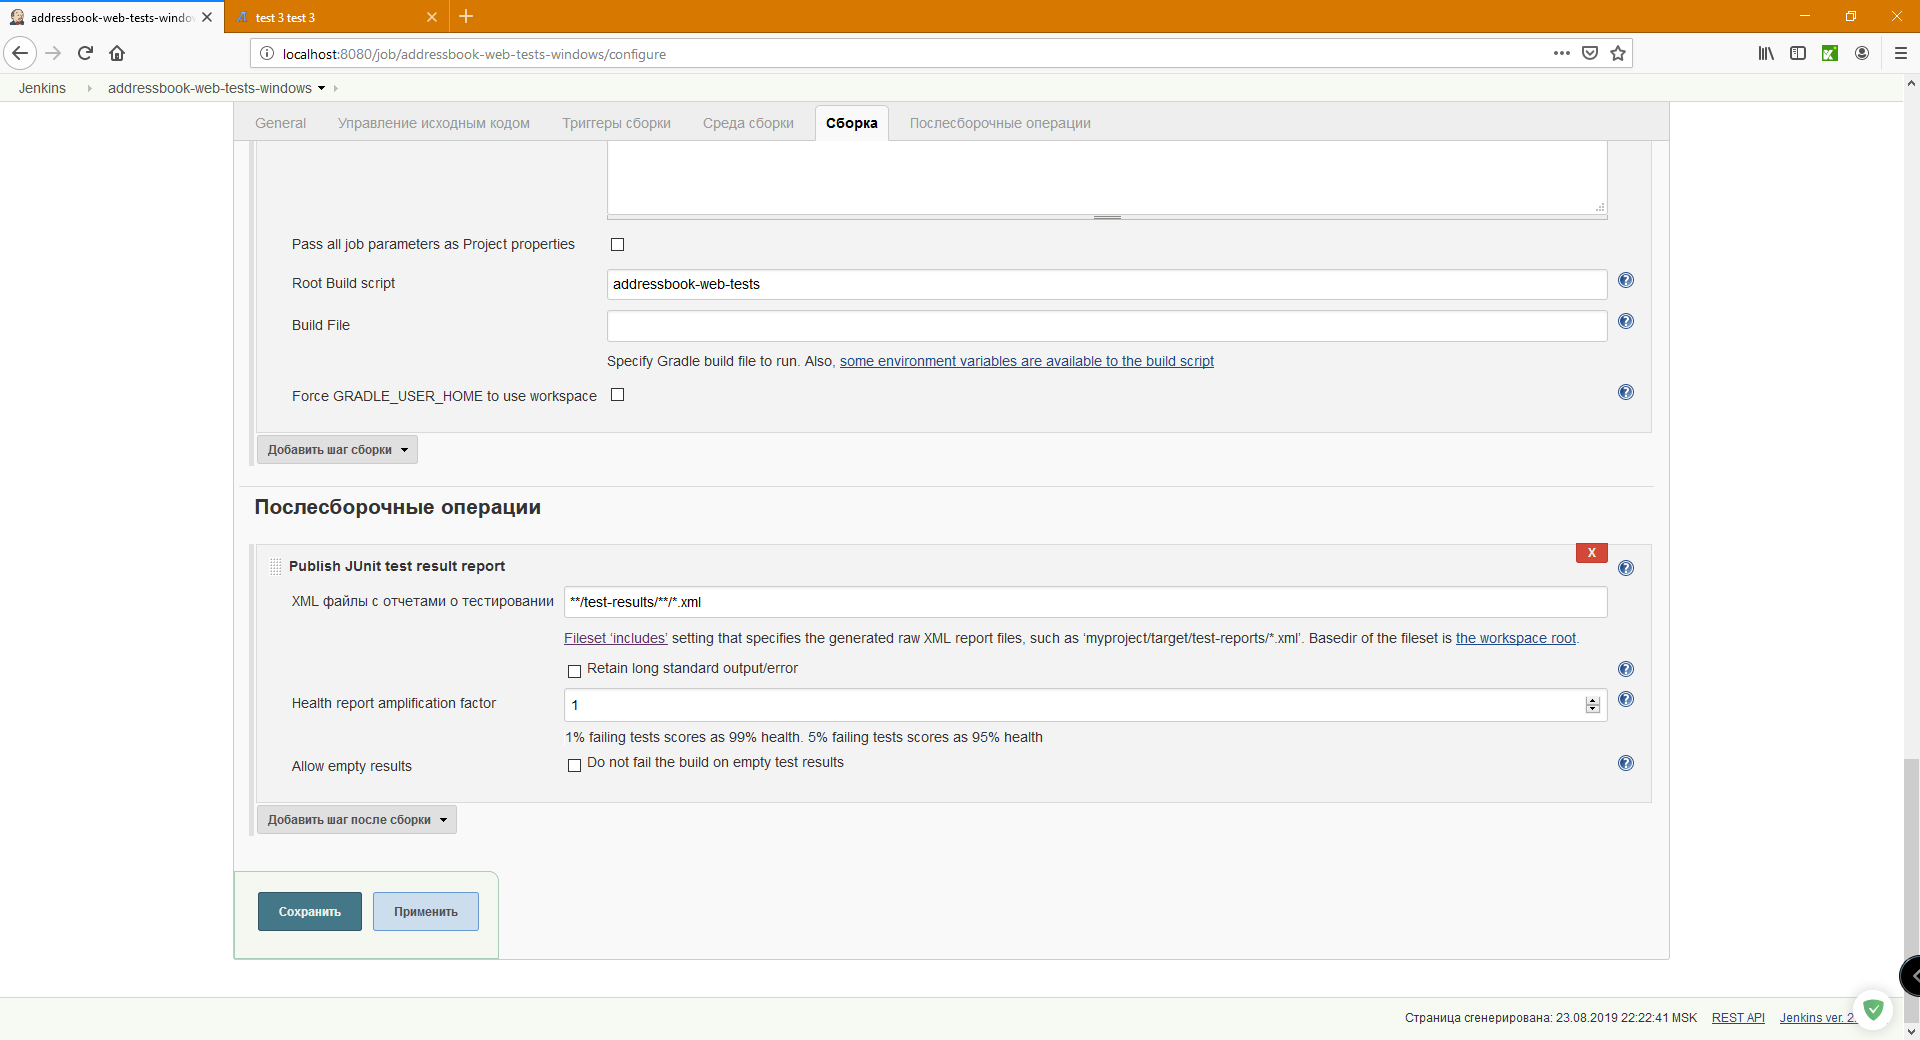 addressbook-web-tests-windo
test 3 test 3
localhost:8080/job/addressbook-web-tests-windows/configure
Jenkins addressbook-web-tests-windows
General Управление исходным кодом Триггеры сборки Среда сборки Сборка Послесборочные операции
Pass all job parameters as Project properties
Root Build script addressbook-web-tests
Build File
Specify Gradle build file to run. Also, some environment variables are available to the build script
Force GRADLE_USER_HOME to use workspace
Добавить шаг сборки
Послесборочные операции
X
Publish JUnit test result report
XML файлы с отчетами о тестировании **/test-results/**/*.xml
Fileset ‘includes’ setting that specifies the generated raw XML report files, such as ‘myproject/target/test-reports/*.xml’. Basedir of the fileset is the workspace root.
Retain long standard output/error
Health report amplification factor 1
1% failing tests scores as 99% health. 5% failing tests scores as 95% health
Allow empty results Do not fail the build on empty test results
Добавить шаг после сборки
Сохранить Применить
Страница сгенерирована: 23.08.2019 22:22:41 MSK REST API Jenkins ver. 2.